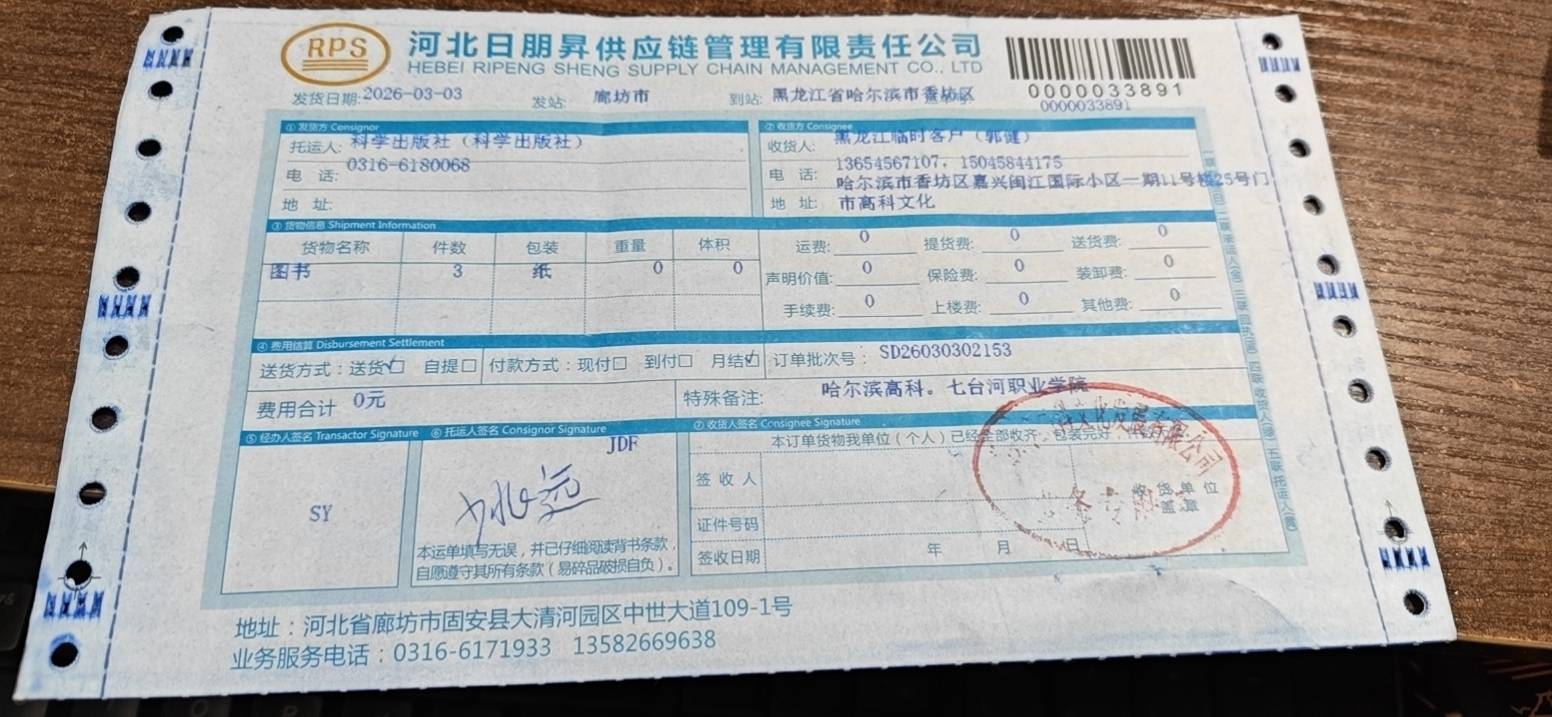 RPS
河北日朋昇供应链管理有限责任公司
HEBEI RIPENG SHENG SUPPLY CHAIN MANAGEMENT CO., LTD
0000033891
0000033891
发货日期:2026-03-03 发站: 廊坊市 到站: 黑龙江省哈尔滨市香坊区
① 发货方 Consignor
托运人: 科学出版社（科学出版社）
电 话: 0316-6180068
地 址:
② 收货方 Consignee
收货人: 黑龙江临时客户（郭健）
电 话: 13654567107, 15045844175
哈尔滨市香坊区嘉兴闽江国际小区一期11号楼25号门
地 址: 市高科文化
③ 货物信息 Shipment Information
货物名称 件数 包装 重量 体积
图书 3 纸 0 0
运费: 0 提货费: 0 送货费: 0
声明价值: 0 保险费: 0 装卸费: 0
手续费: 0 上楼费: 0 其他费: 0
④ 费用结算 Disbursement Settlement
送货方式：送货☑ 自提☐ 付款方式：现付☐ 到付☐ 月结☑ 订单批次号： SD26030302153
费用合计 0元 特殊备注: 哈尔滨高科。七台河职业学院
⑤ 经办人签名 Transactor Signature ⑥ 托运人签名 Consignor Signature ⑦ 收货人签名 Consignee Signature
SY
JDF
本运单填写无误，并已仔细阅读背书条款，
自愿遵守其所有条款（易碎品破损自负）。
本订单货物我单位（个人）已经全部收齐，包装完好
签 收 人
收 货 单 位
盖 章
证件号码
签收日期 年 月 日
有限公司
地址：河北省廊坊市固安县大清河园区中世大道109-1号
业务服务电话：0316-6171933 13582669638